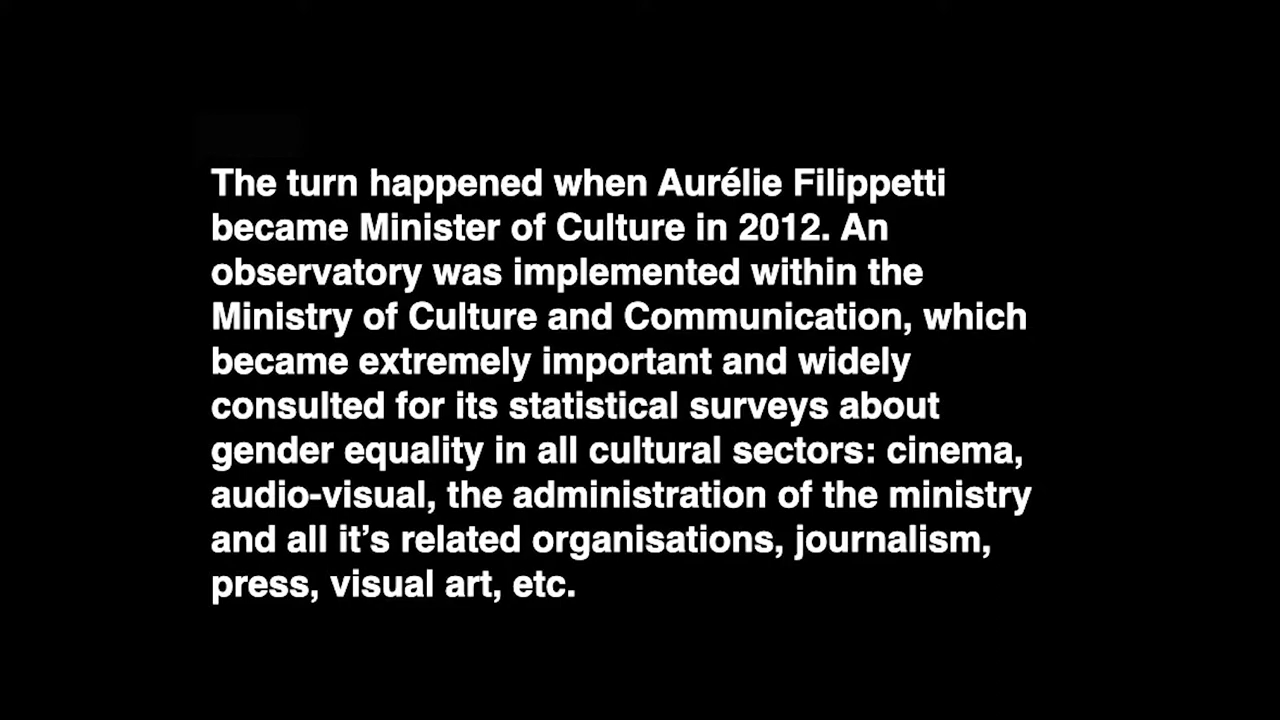 The turn happened when Aurélie Filippetti
became Minister of Culture in 2012. An
observatory was implemented within the
Ministry of Culture and Communication, which
became extremely important and widely
consulted for its statistical surveys about
gender equality in all cultural sectors: cinema,
audio-visual, the administration of the ministry
and all it’s related organisations, journalism,
press, visual art, etc.